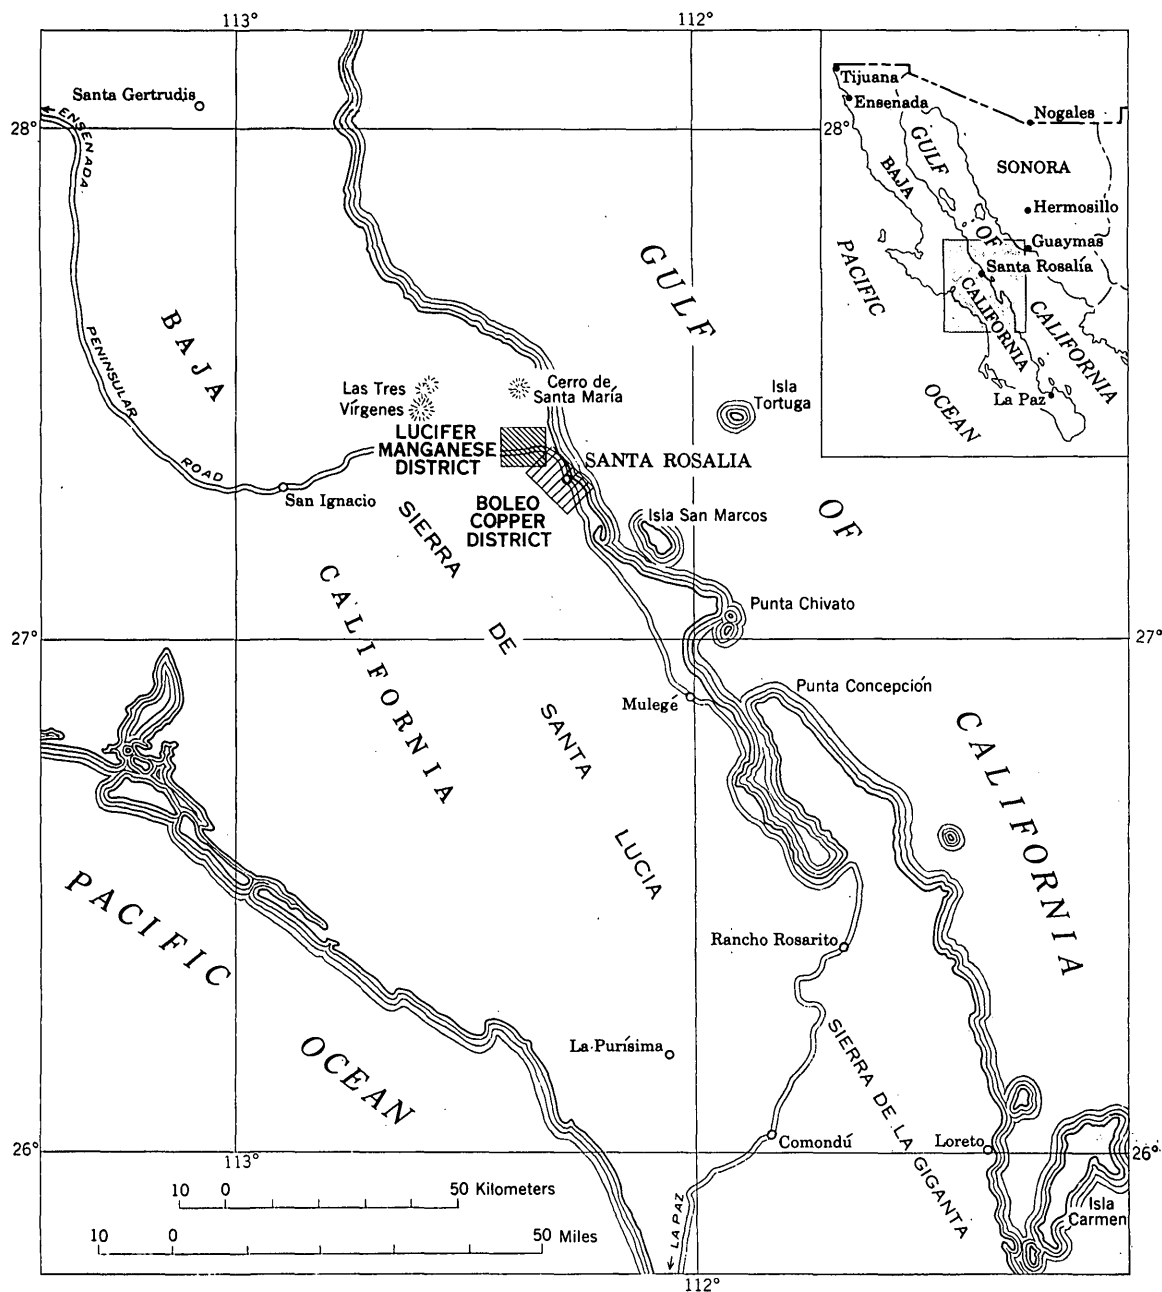 113°
112°
Santa Gertrudis
ENSENADA
28°
28°
Tijuana
Ensenada
Nogales
GULF
BAJA
SONORA
Hermosillo
OF
Guaymas
Santa Rosalía
PACIFIC
CALIFORNIA
CALIFORNIA
OCEAN
La Paz
GULF
BAJA
PENINSULAR
ROAD
Las Tres
Vírgenes
Cerro de
Santa María
Isla
Tortuga
LUCIFER
MANGANESE
DISTRICT
SANTA ROSALIA
San Ignacio
BOLEO
COPPER
DISTRICT
Isla San Marcos
OF
SIERRA
DE
SANTA
LUCIA
CALIFORNIA
Punta Chivato
27°
27°
Punta Concepción
Mulegé
CALIFORNIA
PACIFIC
OCEAN
Rancho Rosarito
La Purísima
SIERRA DE LA GIGANTA
Comondú
Loreto
26°
26°
113°
Isla
Carmen
LA PAZ
10 0 50 Kilometers
10 0 50 Miles
112°